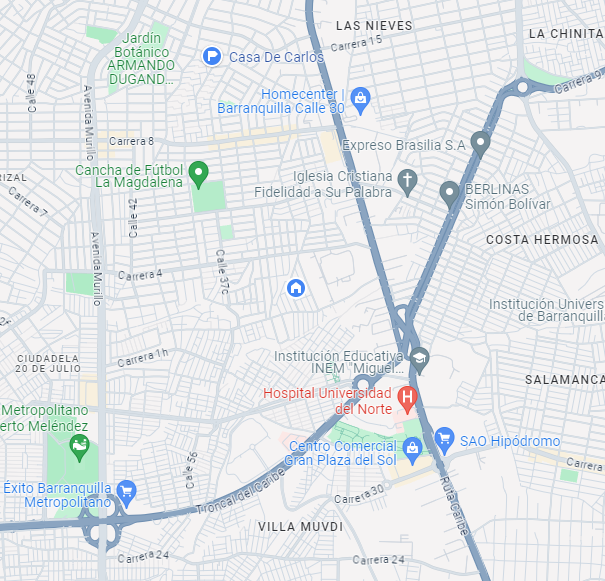 LAS NIEVES
LA CHINITA
Jardín
Botánico
ARMANDO
DUGAND...
Carrera 15
Casa De Carlos
Calle 48
Avenida Murillo
Homecenter |
Barranquilla Calle 30
Carrera 9
Carrera 8
Expreso Brasilia S.A
Cancha de Fútbol
La Magdalena
Iglesia Cristiana
Fidelidad a Su Palabra
BERLINAS
Simón Bolívar
RIZAL
Carrera 7
Calle 42
COSTA HERMOSA
Avenida Murillo
Carrera 4
Calle 37c
Institución Univers
de Barranquilla
CIUDADELA
20 DE JULIO
Carrera 1h
Institución Educativa
INEM "Miguel...
SALAMANCA
Hospital Universidad
del Norte
Metropolitano
erto Meléndez
Centro Comercial
Gran Plaza del Sol
SAO Hipódromo
Calle 56
Carrera
Éxito Barranquilla
Metropolitano
Troncal del Caribe
Carrera 30
Ruta Caribe
VILLA MUVDI
Carrera 24
Carrera 24